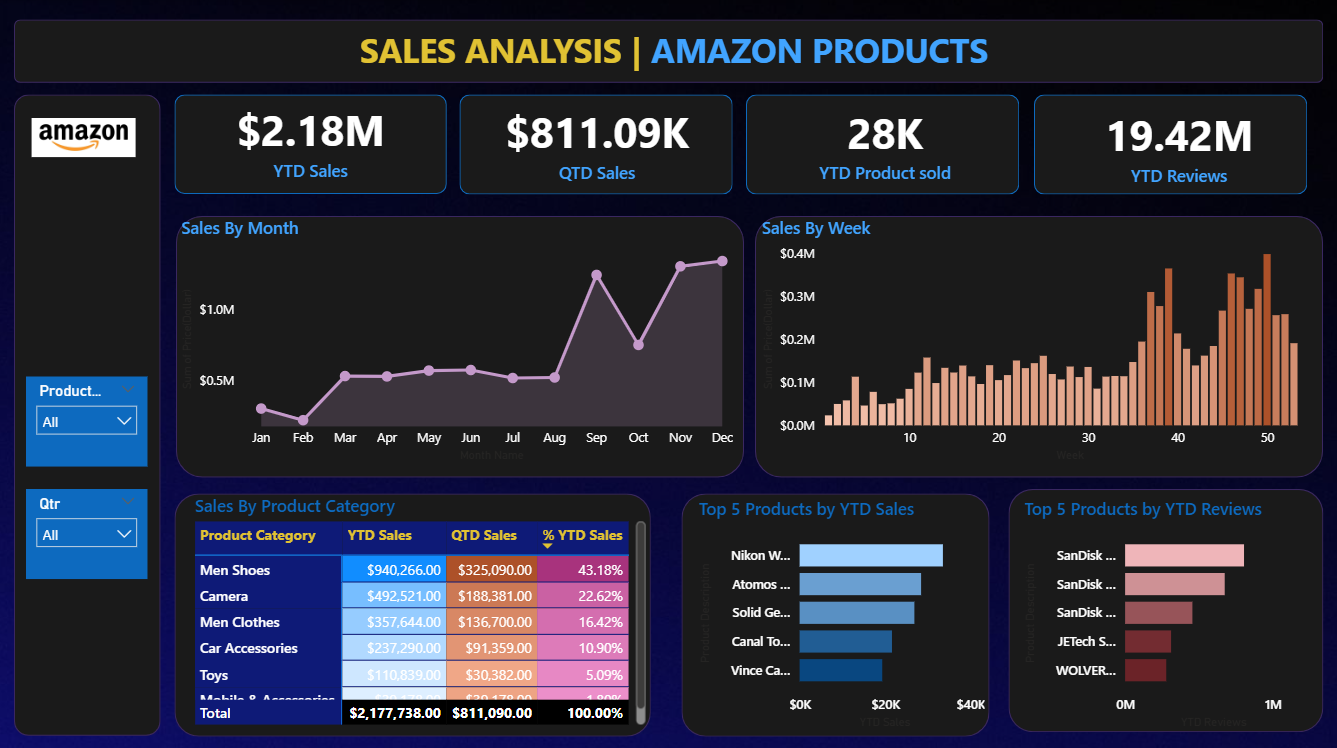 SALES ANALYSIS | AMAZON PRODUCTS
amazon
$2.18M
YTD Sales
$811.09K
QTD Sales
28K
YTD Product sold
19.42M
YTD Reviews
Sales By Month
Sum of Price(Dollar)
$1.0M
$0.5M
Jan Feb Mar Apr May Jun Jul Aug Sep Oct Nov Dec
Month Name
Sales By Week
$0.4M
$0.3M
$0.2M
$0.1M
$0.0M
10 20 30 40 50
Week
Product...
All
Qtr
All
Sales By Product Category
Product Category YTD Sales QTD Sales % YTD Sales
Men Shoes $940,266.00 $325,090.00 43.18%
Camera $492,521.00 $188,381.00 22.62%
Men Clothes $357,644.00 $136,700.00 16.42%
Car Accessories $237,290.00 $91,359.00 10.90%
Toys $110,839.00 $30,382.00 5.09%
Mobile & Accessories
Total $2,177,738.00 $811,090.00 100.00%
Top 5 Products by YTD Sales
Product Description
Nikon W...
Atomos ...
Solid Ge...
Canal To...
Vince Ca...
$0K $20K $40K
YTD Sales
Top 5 Products by YTD Reviews
Product Description
SanDisk ...
SanDisk ...
SanDisk ...
JETech S...
WOLVER...
0M 1M
YTD Reviews